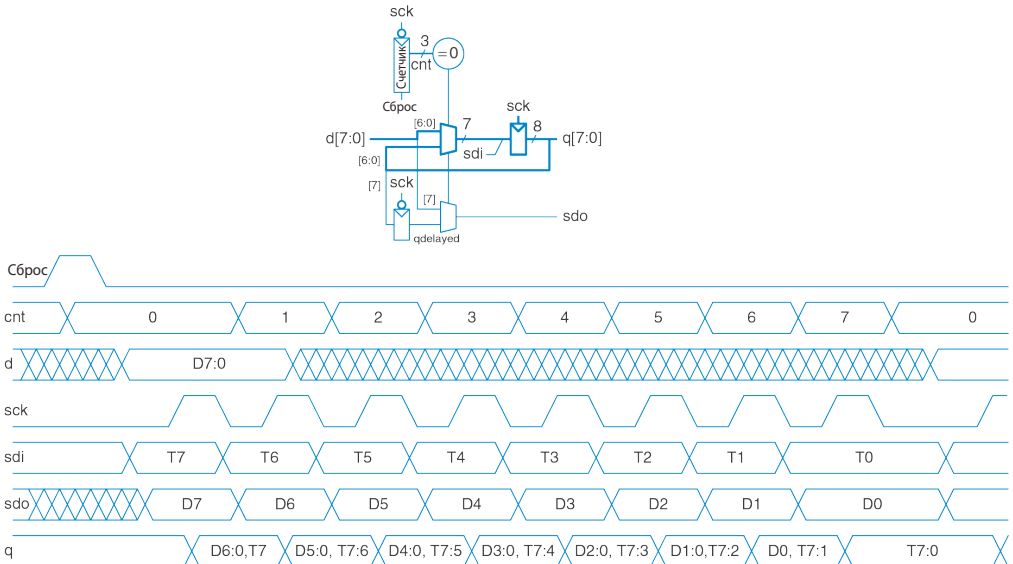 sck
Счетчик
3
cnt
=0
Сброс
sck
[6:0]
7
8
d[7:0]
q[7:0]
sdi
[6:0]
[7]
sck
[7]
sdo
qdelayed
Сброс
cnt 0 1 2 3 4 5 6 7 0
d D7:0
sck
sdi T7 T6 T5 T4 T3 T2 T1 T0
sdo D7 D6 D5 D4 D3 D2 D1 D0
q D6:0,T7 D5:0, T7:6 D4:0, T7:5 D3:0, T7:4 D2:0, T7:3 D1:0,T7:2 D0, T7:1 T7:0